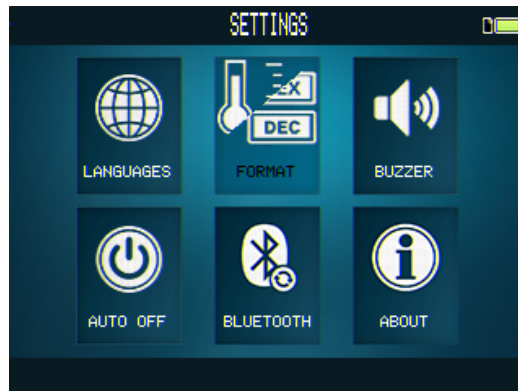 SETTINGS
DEC
LANGUAGES
FORMAT
BUZZER
AUTO OFF
BLUETOOTH
ABOUT